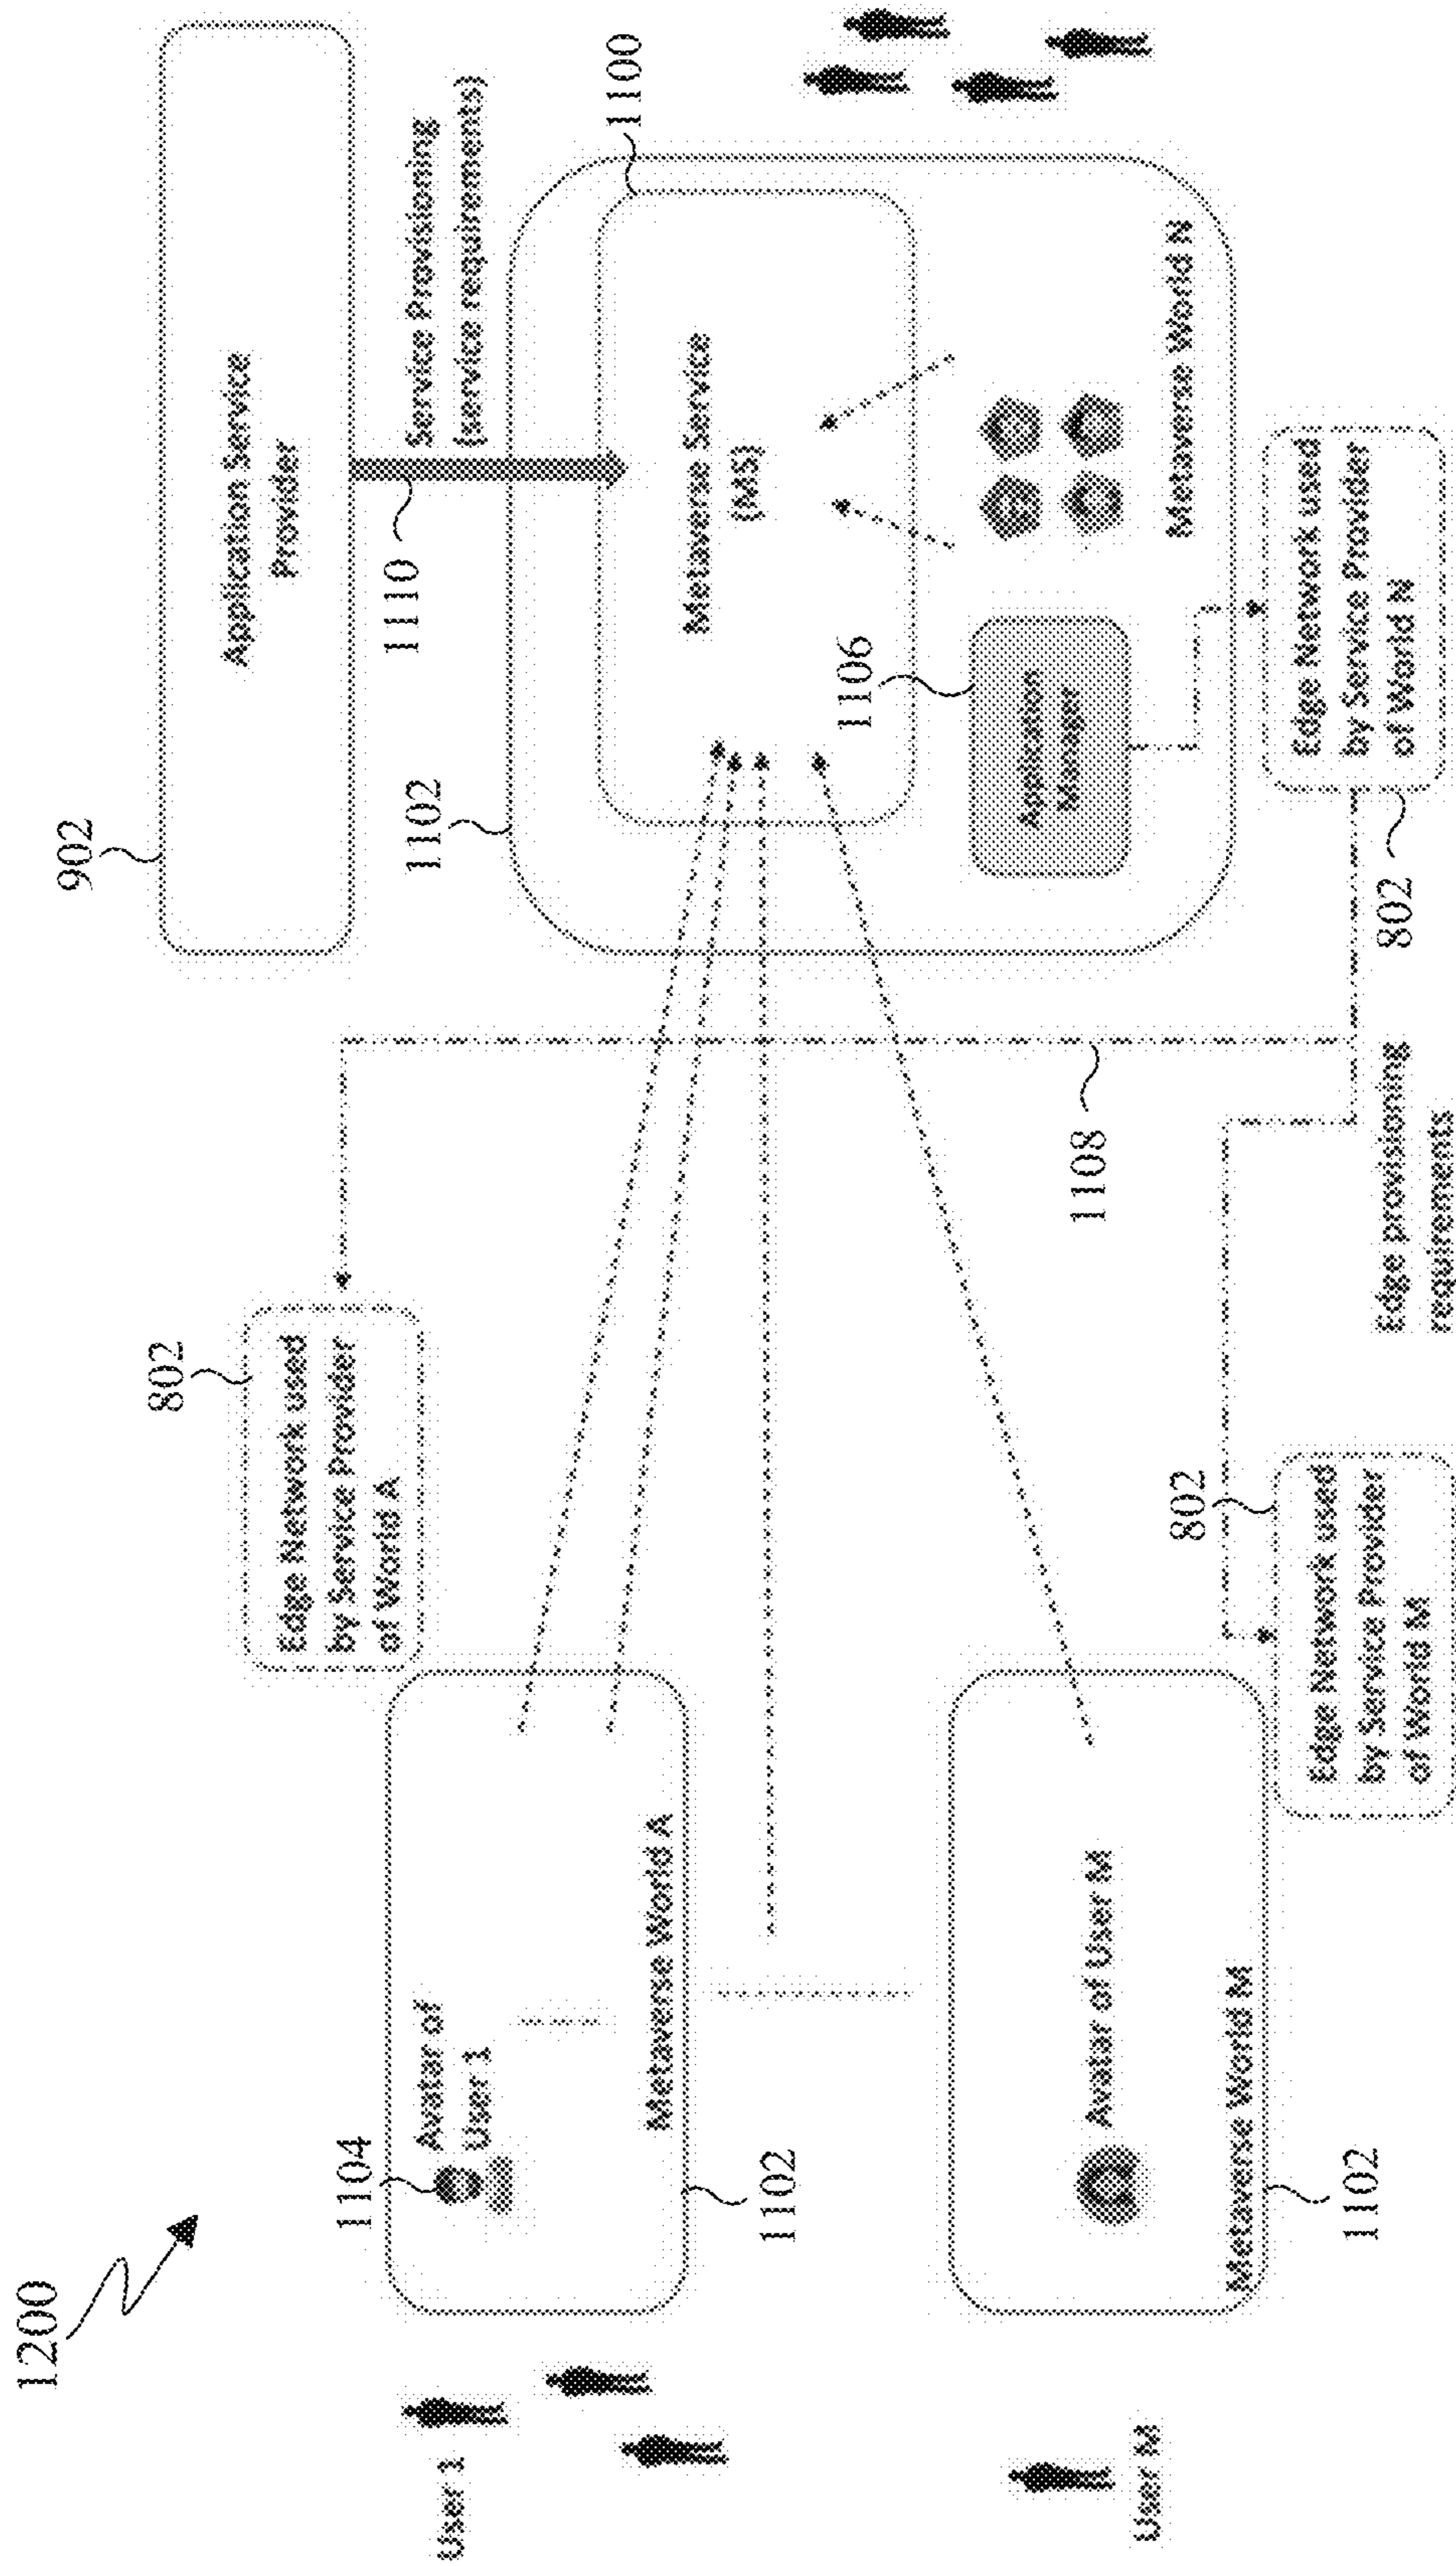 1200
User 1
User M
1104
Avatar of
User 1
Metaverse World A
1102
Avatar of User M
Metaverse World M
1102
802
Edge Network used
by Service Provider
of World A
802
Edge Network used
by Service Provider
of World M
Edge provisioning
requirements
1108
902
Application Service
Provider
1110
Service Provisioning
(service requirements)
1102
1100
Metaverse Service
(MS)
1106
Application
Manager
Metaverse World N
802
Edge Network used
by Service Provider
of World N